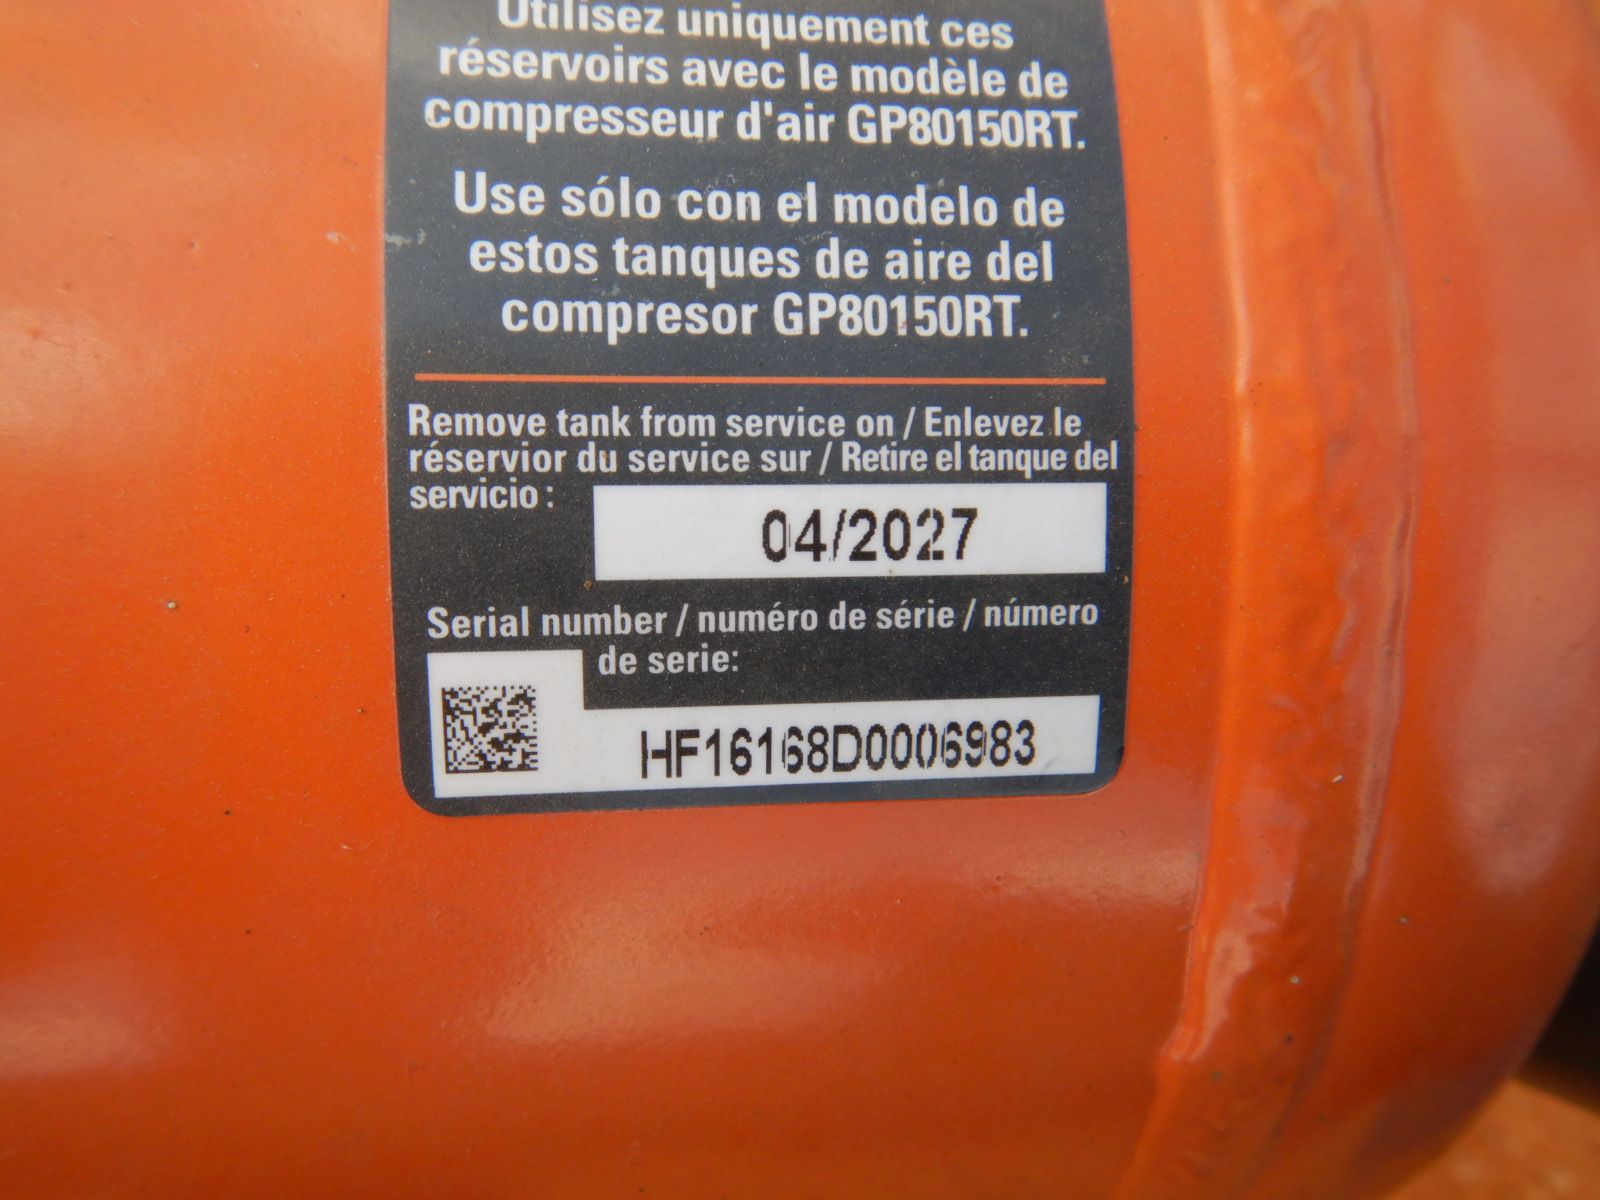 Utilisez uniquement ces
réservoirs avec le modèle de
compresseur d'air GP80150RT.
Use sólo con el modelo de
estos tanques de aire del
compresor GP80150RT.
Remove tank from service on / Enlevez le
réservior du service sur / Retire el tanque del
servicio :
04/2027
Serial number / numéro de série / número
de serie:
HF16168D0006983